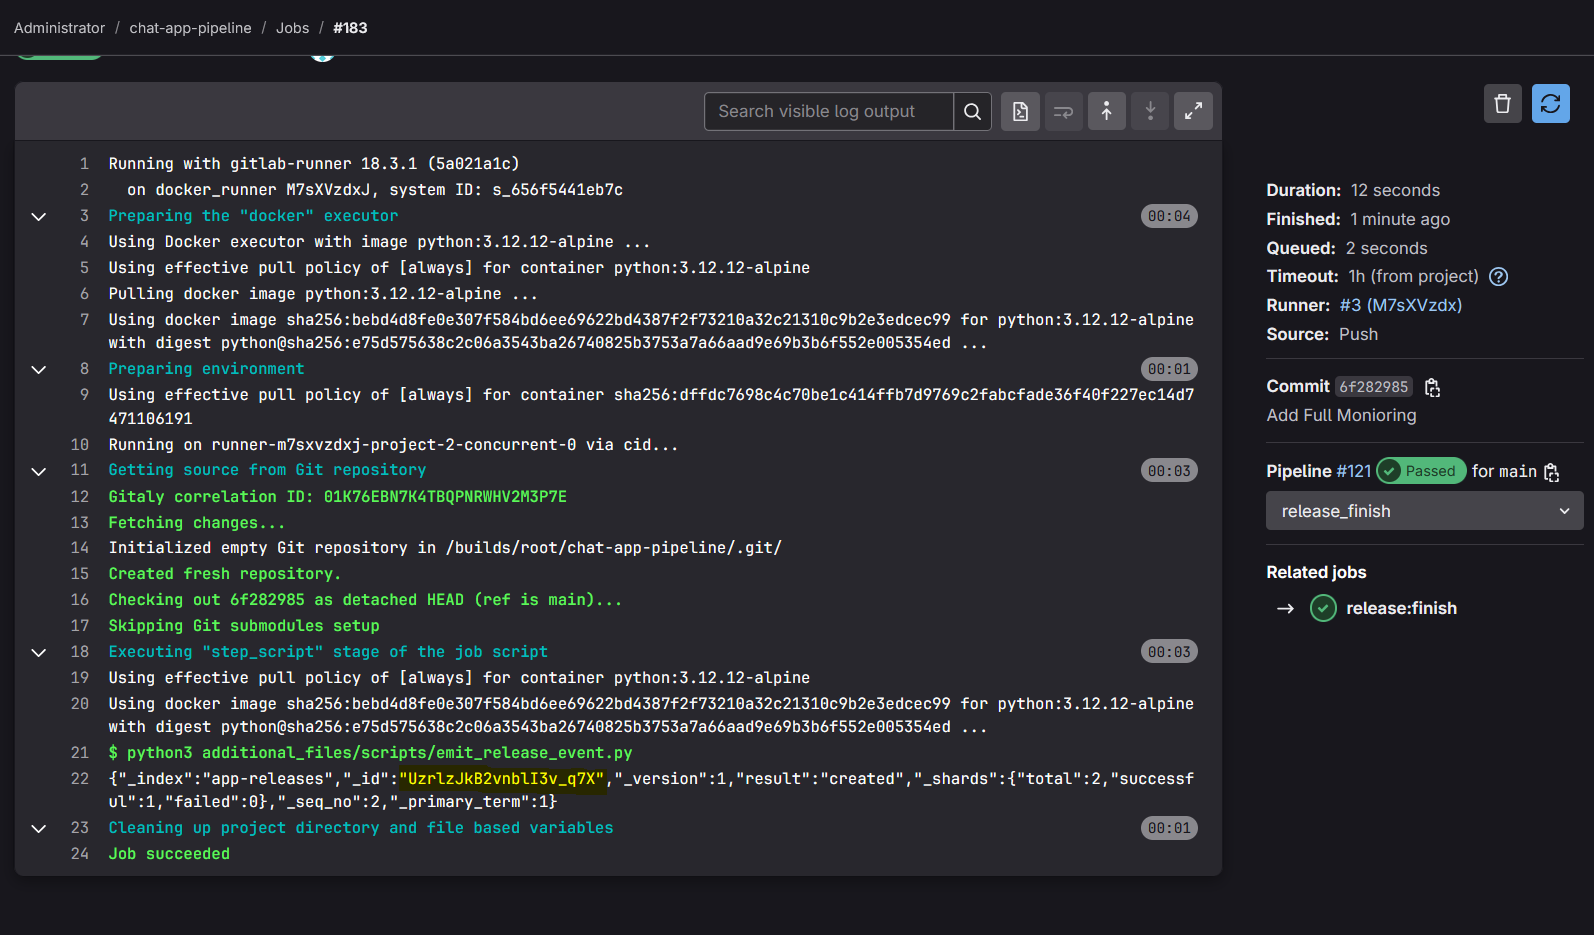 Administrator / chat-app-pipeline / Jobs / #183
Search visible log output
1 Running with gitlab-runner 18.3.1 (5a021a1c)
2 on docker_runner M7sXVzdxJ, system ID: s_656f5441eb7c
3 Preparing the "docker" executor 00:04
4 Using Docker executor with image python:3.12.12-alpine ...
5 Using effective pull policy of [always] for container python:3.12.12-alpine
6 Pulling docker image python:3.12.12-alpine ...
7 Using docker image sha256:bebd4d8fe0e307f584bd6ee69622bd4387f2f73210a32c21310c9b2e3edcec99 for python:3.12.12-alpine
with digest python@sha256:e75d575638c2c06a3543ba26740825b3753a7a66aad9e69b3b6f552e005354ed ...
8 Preparing environment 00:01
9 Using effective pull policy of [always] for container sha256:dffdc7698c4c70be1c414ffb7d9769c2fabcfade36f40f227ec14d7
471106191
10 Running on runner-m7sxvzdxj-project-2-concurrent-0 via cid...
11 Getting source from Git repository 00:03
12 Gitaly correlation ID: 01K76EBN7K4TBQPNRWHV2M3P7E
13 Fetching changes...
14 Initialized empty Git repository in /builds/root/chat-app-pipeline/.git/
15 Created fresh repository.
16 Checking out 6f282985 as detached HEAD (ref is main)...
17 Skipping Git submodules setup
18 Executing "step_script" stage of the job script 00:03
19 Using effective pull policy of [always] for container python:3.12.12-alpine
20 Using docker image sha256:bebd4d8fe0e307f584bd6ee69622bd4387f2f73210a32c21310c9b2e3edcec99 for python:3.12.12-alpine
with digest python@sha256:e75d575638c2c06a3543ba26740825b3753a7a66aad9e69b3b6f552e005354ed ...
21 $ python3 additional_files/scripts/emit_release_event.py
22 {"_index":"app-releases","_id":"UzrlzJkB2vnblI3v_q7X","_version":1,"result":"created","_shards":{"total":2,"successf
ul":1,"failed":0},"_seq_no":2,"_primary_term":1}
23 Cleaning up project directory and file based variables 00:01
24 Job succeeded
Duration: 12 seconds
Finished: 1 minute ago
Queued: 2 seconds
Timeout: 1h (from project)
Runner: #3 (M7sXVzdx)
Source: Push
Commit 6f282985
Add Full Monioring
Pipeline #121 Passed for main
release_finish
Related jobs
→ release:finish